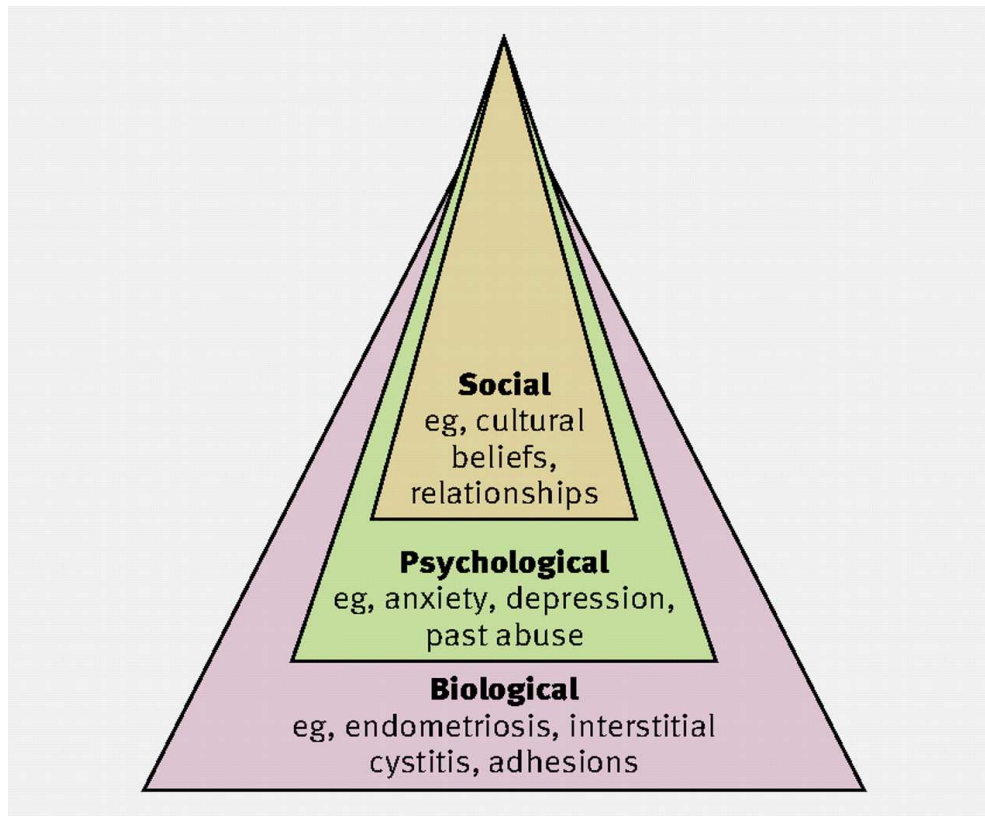 Social
eg, cultural
beliefs,
relationships
Psychological
eg, anxiety, depression,
past abuse
Biological
eg, endometriosis, interstitial
cystitis, adhesions